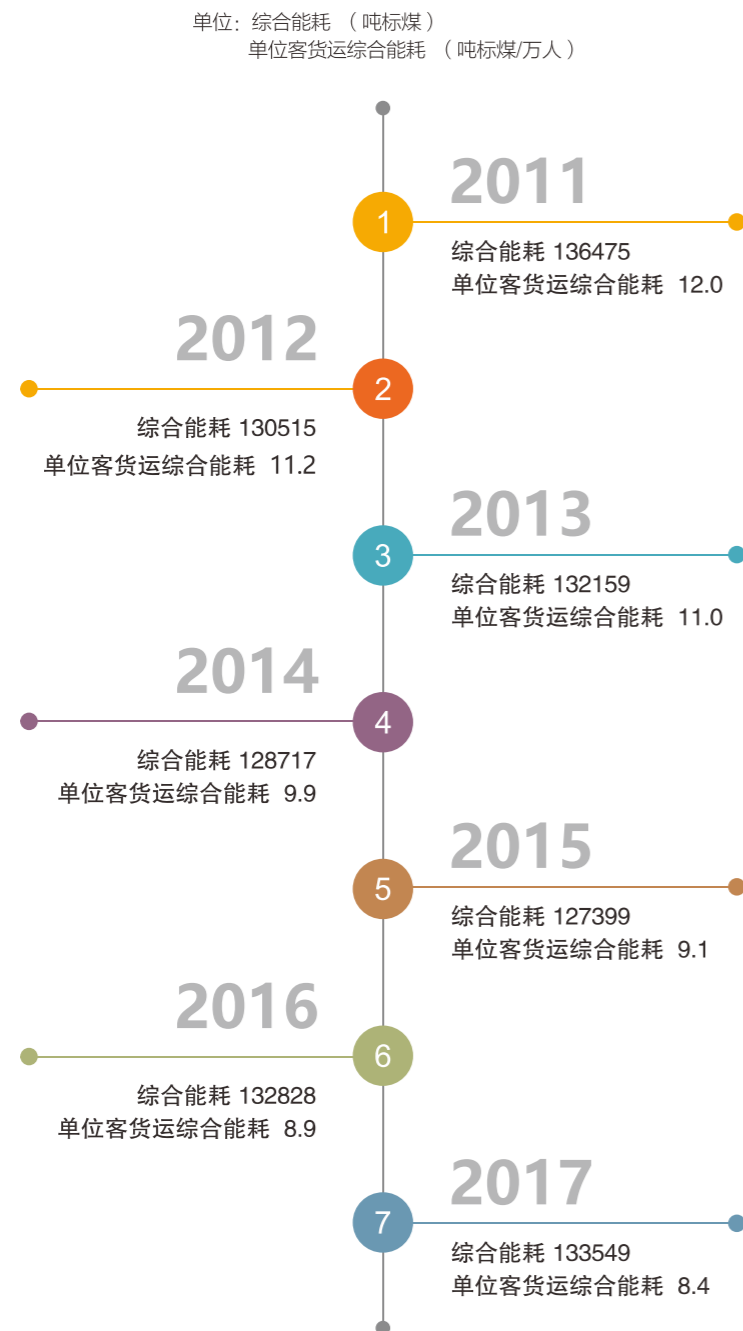 单位：综合能耗 （吨标煤）
单位客货运综合能耗 （吨标煤/万人）
2011
1
综合能耗 136475
单位客货运综合能耗 12.0
2012
2
综合能耗 130515
单位客货运综合能耗 11.2
2013
3
综合能耗 132159
单位客货运综合能耗 11.0
2014
4
综合能耗 128717
单位客货运综合能耗 9.9
2015
5
综合能耗 127399
单位客货运综合能耗 9.1
2016
6
综合能耗 132828
单位客货运综合能耗 8.9
2017
7
综合能耗 133549
单位客货运综合能耗 8.4